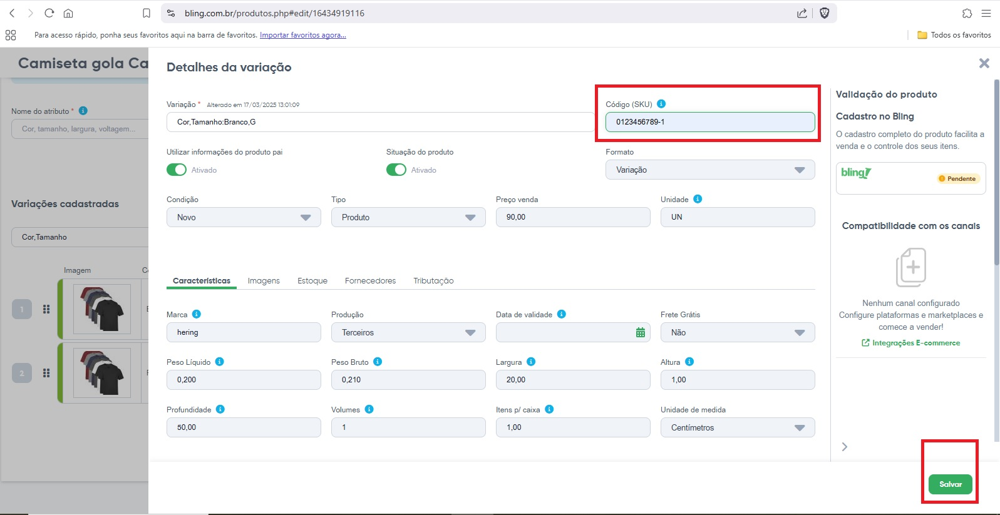 bling.com.br/produtos.php#edit/16434919116
Para acesso rápido, ponha seus favoritos aqui na barra de favoritos. Importar favoritos agora...
Todos os favoritos
Camiseta gola Ca
Nome do atributo *
Cor, tamanho, largura, voltagem...
Variações cadastradas
Cor,Tamanho
Imagem
1
2
Detalhes da variação
Variação * Alterado em 17/03/2025 13:01:09
Cor,Tamanho:Branco,G
Código (SKU)
0123456789-1
Utilizar informações do produto pai
Ativado
Situação do produto
Ativado
Formato
Variação
Condição
Novo
Tipo
Produto
Preço venda
90,00
Unidade
UN
Características Imagens Estoque Fornecedores Tributação
Marca
hering
Produção
Terceiros
Data de validade
Frete Grátis
Não
Peso Líquido
0,200
Peso Bruto
0,210
Largura
20,00
Altura
1,00
Profundidade
50,00
Volumes
1
Itens p/ caixa
1,00
Unidade de medida
Centímetros
Validação do produto
Cadastro no Bling
O cadastro completo do produto facilita a
venda e o controle dos seus itens.
bling
Pendente
Compatibilidade com os canais
Nenhum canal configurado
Configure plataformas e marketplaces e
comece a vender!
Integrações E-commerce
Salvar